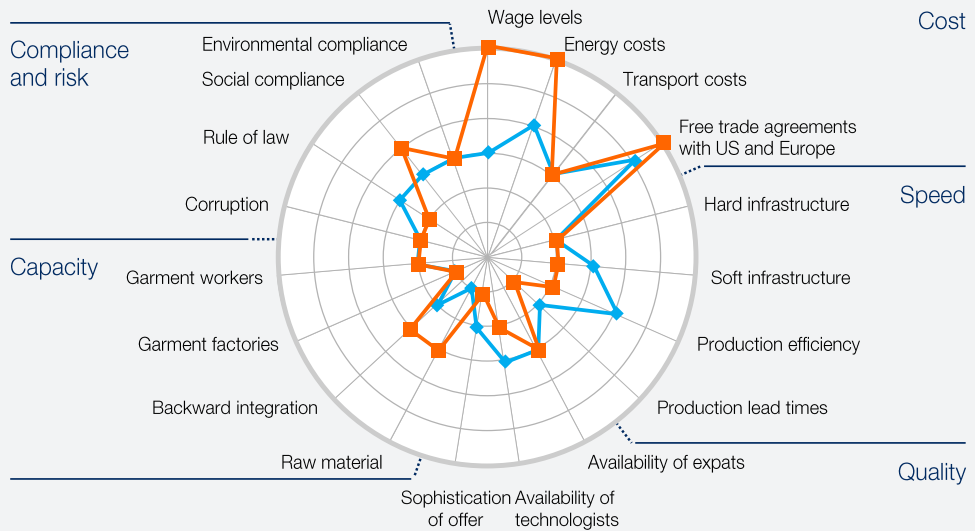 Wage levels
Cost
Environmental compliance
Energy costs
Compliance
and risk
Social compliance
Transport costs
Rule of law
Free trade agreements
with US and Europe
Speed
Corruption
Hard infrastructure
Capacity
Garment workers
Soft infrastructure
Garment factories
Production efficiency
Backward integration
Production lead times
Raw material
Availability of expats
Quality
Sophistication
of offer
Availability of
technologists